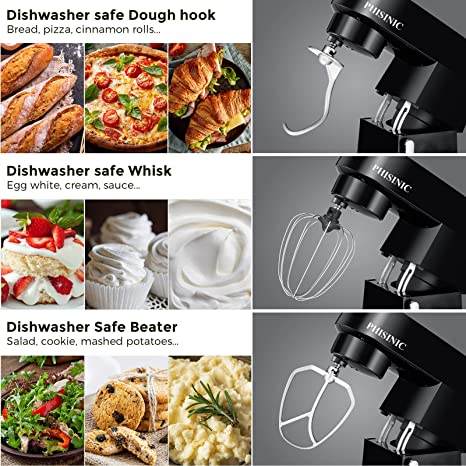 Dishwasher safe Dough hook
Bread, pizza, cinnamon rolls...
PHISINIC
Dishwasher safe Whisk
Egg white, cream, sauce...
PHISINIC
Dishwasher Safe Beater
Salad, cookie, mashed potatoes...
PHISINIC